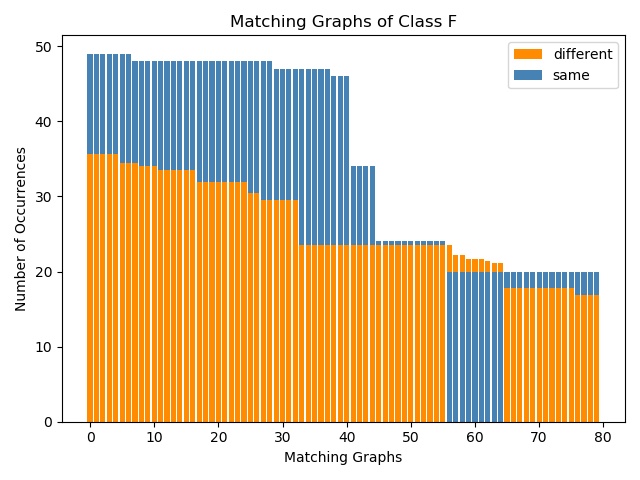 Matching Graphs of Class F
different
same
Number of Occurrences
50
40
30
20
10
0
0 10 20 30 40 50 60 70 80
Matching Graphs